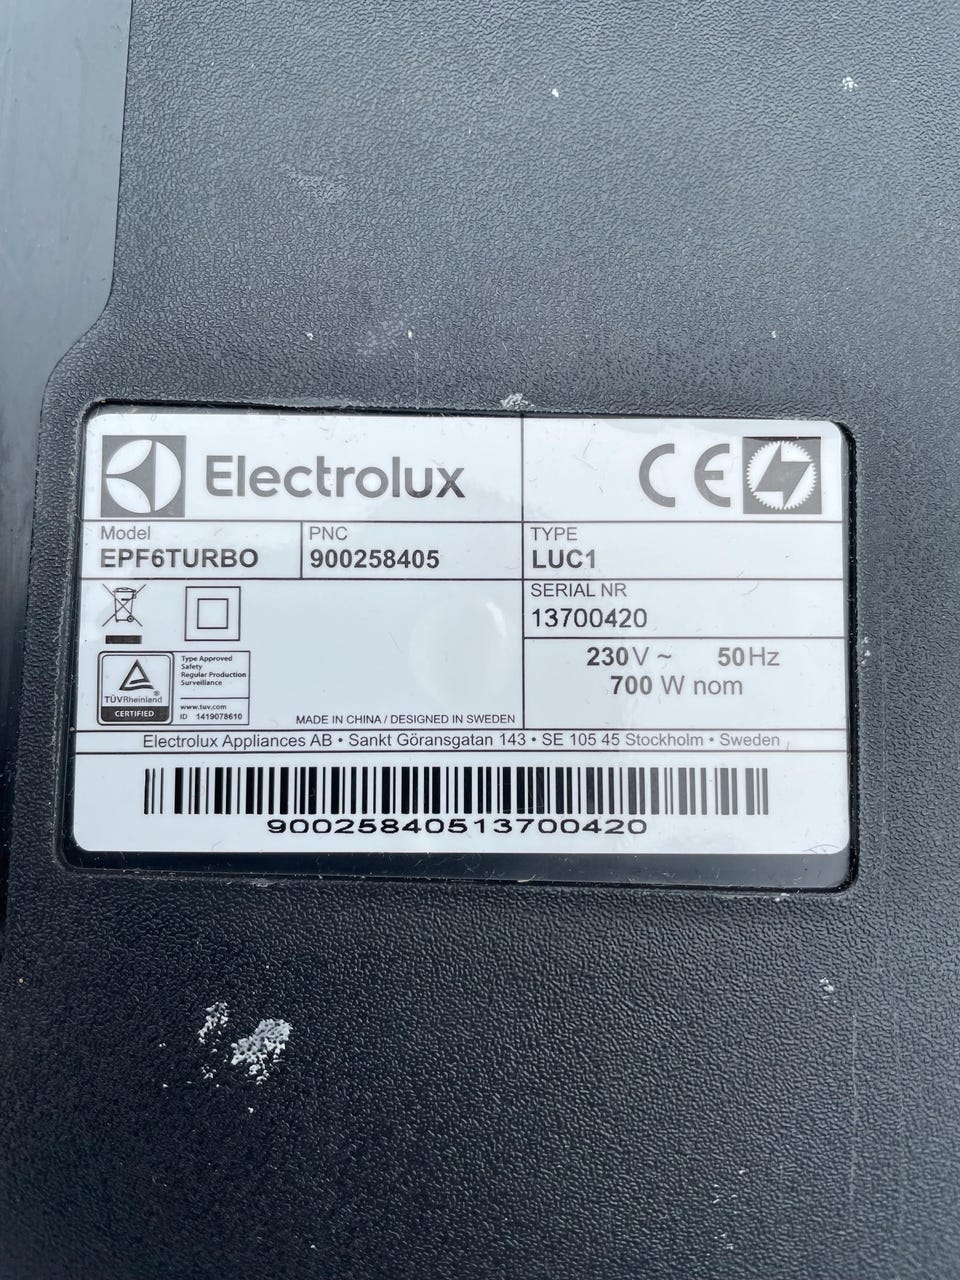 Electrolux
CE
Model
EPF6TURBO
PNC
900258405
TYPE
LUC1
SERIAL NR
13700420
230V ~ 50Hz
700 W nom
TÜVRheinland®
CERTIFIED
Type Approved
Safety
Regular Production
Surveillance
www.tuv.com
ID 1419078610
MADE IN CHINA / DESIGNED IN SWEDEN
Electrolux Appliances AB • Sankt Göransgatan 143 • SE 105 45 Stockholm • Sweden
90025840513700420